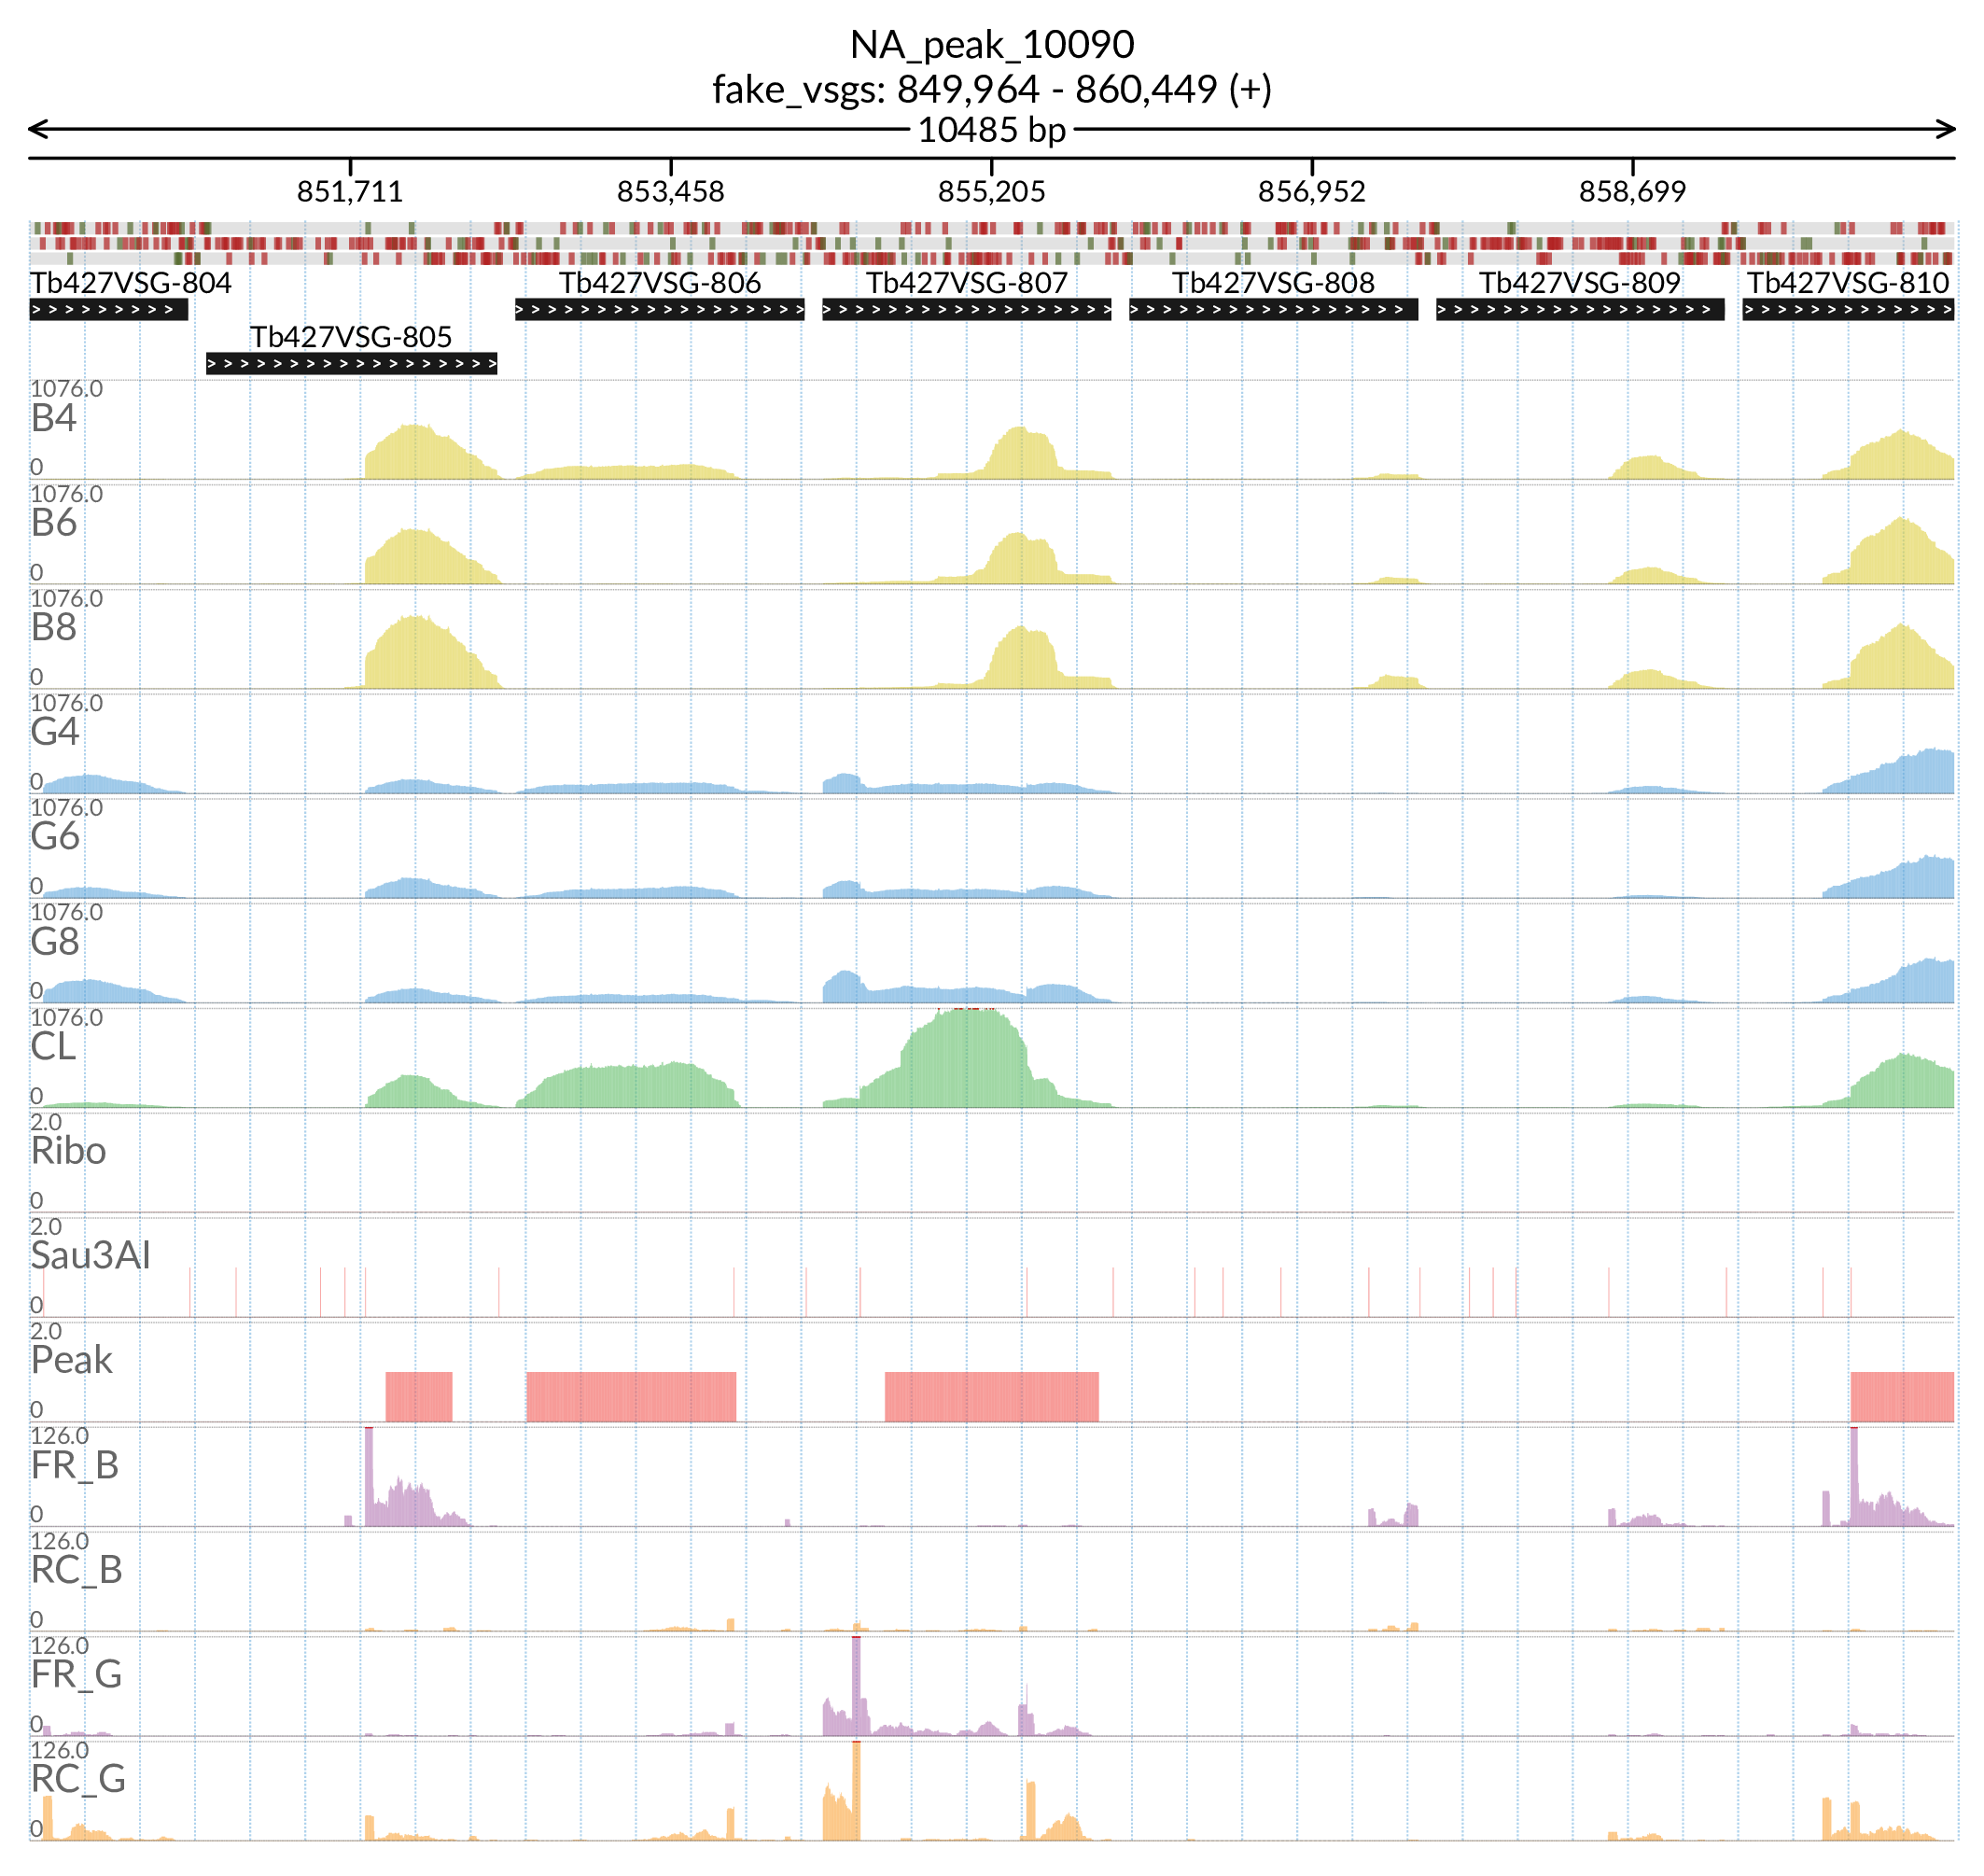 NA_peak_10090
fake_vsgs: 849,964 - 860,449 (+)
10485 bp
851,711 853,458 855,205 856,952 858,699
Tb427VSG-804 Tb427VSG-806 Tb427VSG-807 Tb427VSG-808 Tb427VSG-809 Tb427VSG-810
Tb427VSG-805
1076.0
B4
0
1076.0
B6
0
1076.0
B8
0
1076.0
G4
0
1076.0
G6
0
1076.0
G8
0
1076.0
CL
0
2.0
Ribo
0
2.0
Sau3AI
0
2.0
Peak
0
126.0
FR_B
0
126.0
RC_B
0
126.0
FR_G
0
126.0
RC_G
0